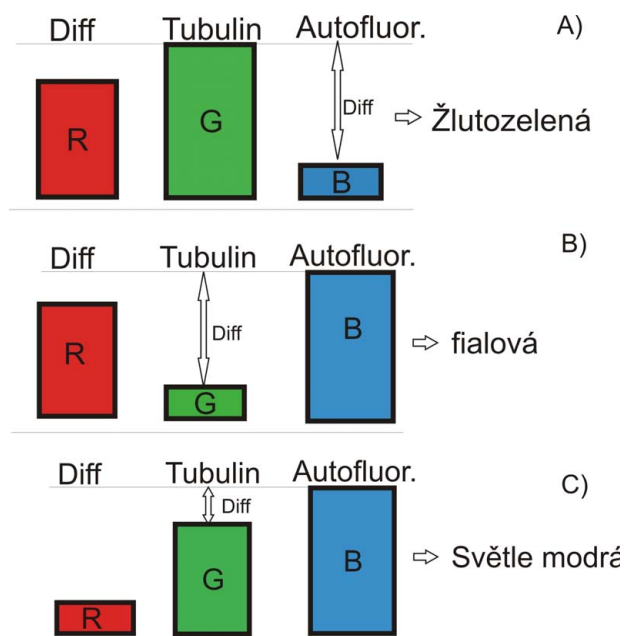 Diff Tubulin Autofluor. A)
R G B Diff Žlutozelená
Diff Tubulin Autofluor. B)
R G B Diff fialová
Diff Tubulin Autofluor. C)
R G B Diff Světle modrá